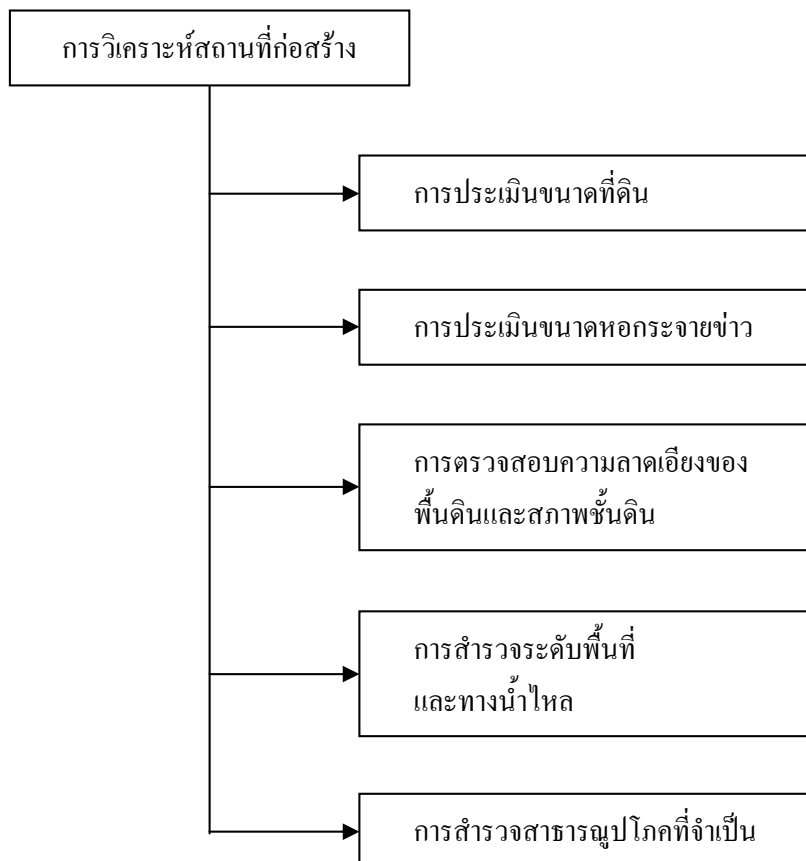 การวิเคราะห์สถานที่ก่อสร้าง
การประเมินขนาดที่ดิน
การประเมินขนาดหอกระจายข่าว
การตรวจสอบความลาดเอียงของ
พื้นดินและสภาพชั้นดิน
การสำรวจระดับพื้นที่
และทางน้ำไหล
การสำรวจสาธารณูปโภคที่จำเป็น